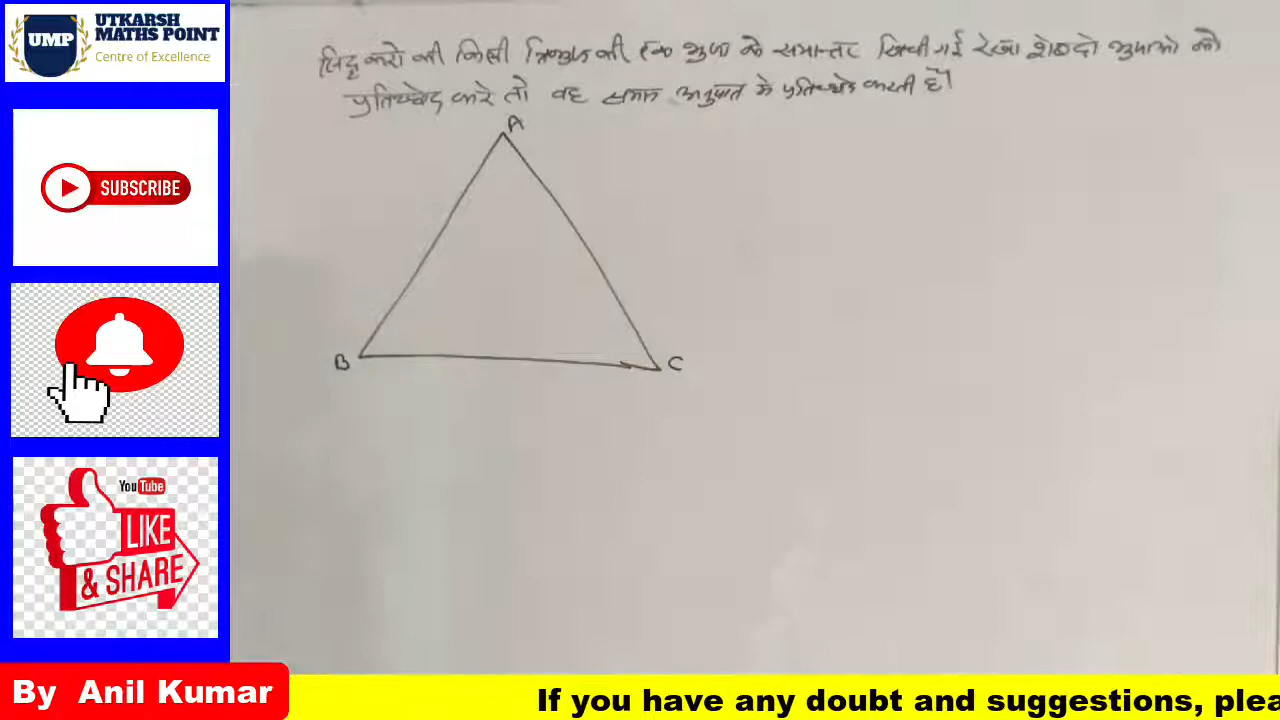 UTKARSH
MATHS POINT
Centre of Excellence
UMP
सिद्ध करो की किसी त्रिभुज की एक भुजा के समान्तर खिची गई रेखा शेष दो भुजाओ को
प्रतिच्छेद करे तो वह समान अनुपात मे प्रतिच्छेद करती है।
A
B
C
SUBSCRIBE
YouTube
LIKE
& SHARE
By Anil Kumar
If you have any doubt and suggestions, plea